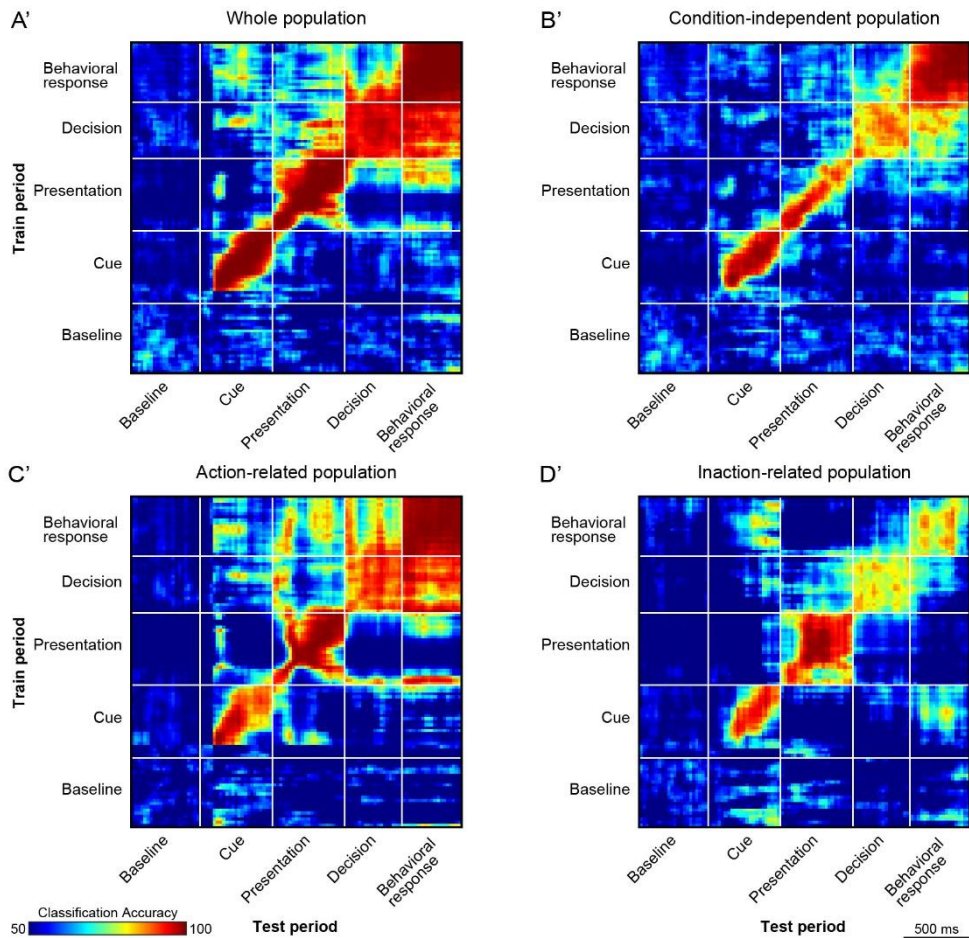 A’ Whole population
B’ Condition-independent population
Train period
Behavioral
response
Decision
Presentation
Cue
Baseline
Baseline
Cue
Presentation
Decision
Behavioral
response
Behavioral
response
Decision
Presentation
Cue
Baseline
Baseline
Cue
Presentation
Decision
Behavioral
response
C’ Action-related population
D’ Inaction-related population
Train period
Behavioral
response
Decision
Presentation
Cue
Baseline
Baseline
Cue
Presentation
Decision
Behavioral
response
Behavioral
response
Decision
Presentation
Cue
Baseline
Baseline
Cue
Presentation
Decision
Behavioral
response
Classification Accuracy
50 100
Test period
Test period
500 ms